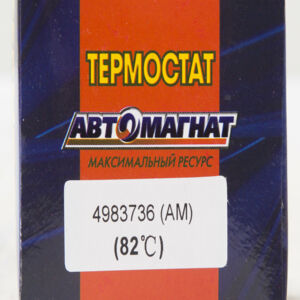 ТЕРМОСТАТ
АВТОМАГНАТ
МАКСИМАЛЬНЫЙ РЕСУРС
4983736 (AM)
(82℃)